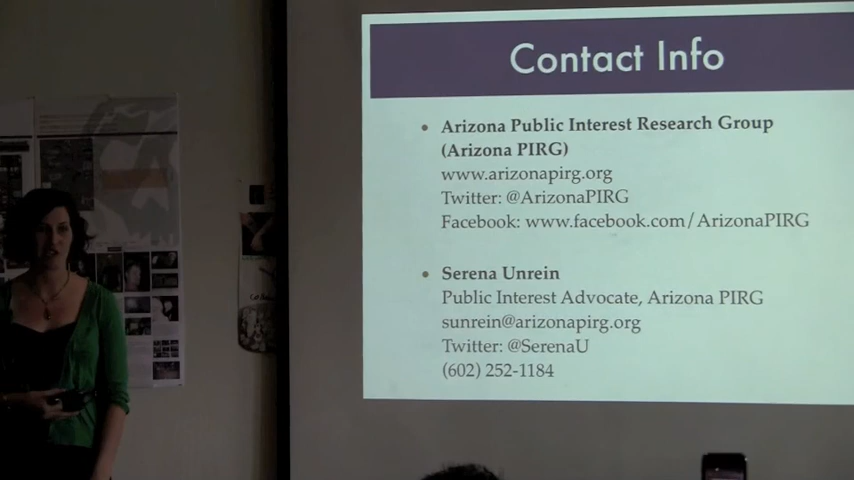 Contact Info
• Arizona Public Interest Research Group
(Arizona PIRG)
www.arizonapirg.org
Twitter: @ArizonaPIRG
Facebook: www.facebook.com/ArizonaPIRG
• Serena Unrein
Public Interest Advocate, Arizona PIRG
sunrein@arizonapirg.org
Twitter: @SerenaU
(602) 252-1184